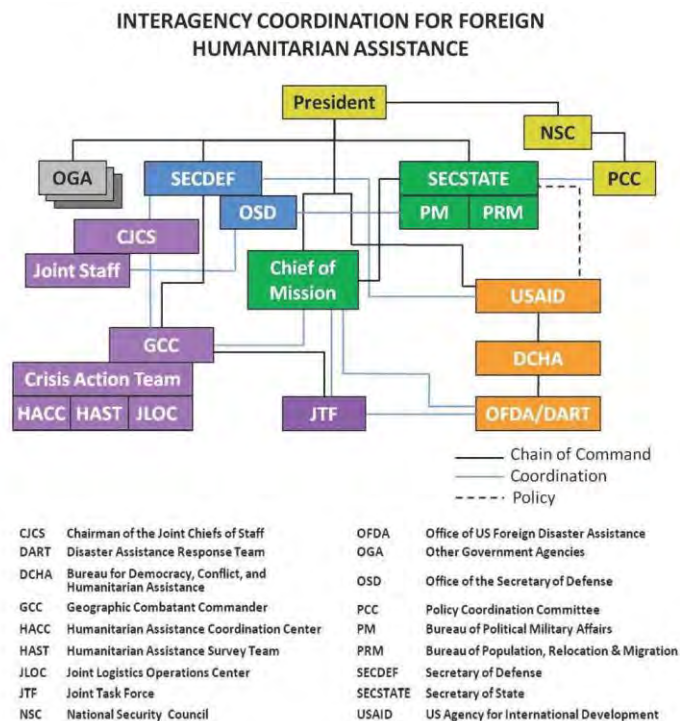 INTERAGENCY COORDINATION FOR FOREIGN
HUMANITARIAN ASSISTANCE
President
NSC
OGA
SECDEF
SECSTATE
PCC
OSD
PM
PRM
CJCS
Joint Staff
Chief of
Mission
USAID
GCC
DCHA
Crisis Action Team
HACC
HAST
JLOC
JTF
OFDA/DART
Chain of Command
Coordination
Policy
CJCS Chairman of the Joint Chiefs of Staff
DART Disaster Assistance Response Team
DCHA Bureau for Democracy, Conflict, and
Humanitarian Assistance
GCC Geographic Combatant Commander
HACC Humanitarian Assistance Coordination Center
HAST Humanitarian Assistance Survey Team
JLOC Joint Logistics Operations Center
JTF Joint Task Force
NSC National Security Council
OFDA Office of US Foreign Disaster Assistance
OGA Other Government Agencies
OSD Office of the Secretary of Defense
PCC Policy Coordination Committee
PM Bureau of Political Military Affairs
PRM Bureau of Population, Relocation & Migration
SECDEF Secretary of Defense
SECSTATE Secretary of State
USAID US Agency for International Development